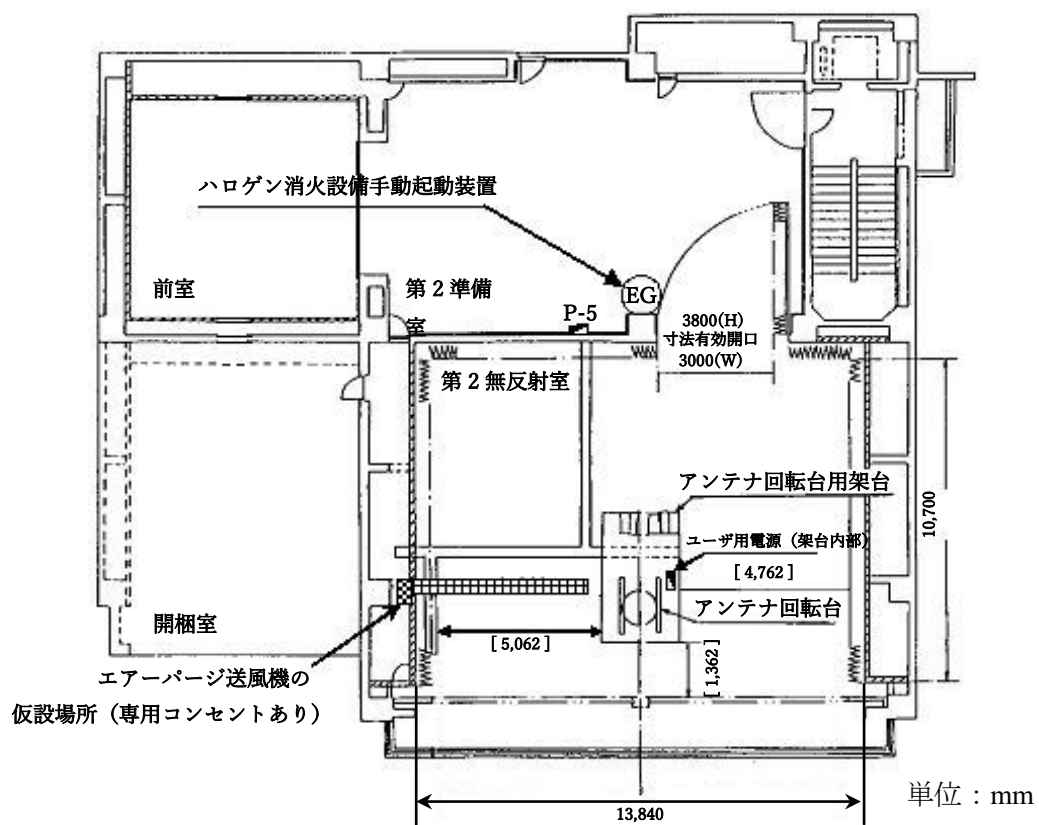 ハロゲン消火設備手動起動装置
前室
第2準備
室
EG
P-5
3800(H)
寸法有効開口
3000(W)
第2無反射室
アンテナ回転台用架台
ユーザ用電源(架台内部)
[4,762]
10,700
アンテナ回転台
開梱室
[5,062]
[1,362]
エアーパージ送風機の
仮設場所(専用コンセントあり)
単位:mm
13,840